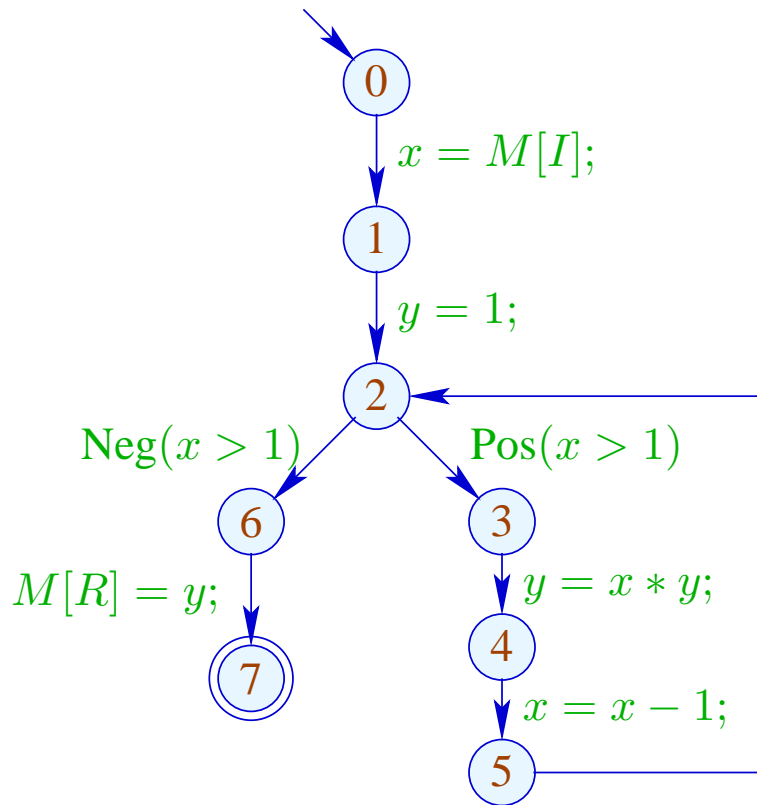 0
x = M[I];
1
y = 1;
2
Neg(x > 1)
Pos(x > 1)
6
3
M[R] = y;
y = x ∗ y;
7
4
x = x − 1;
5